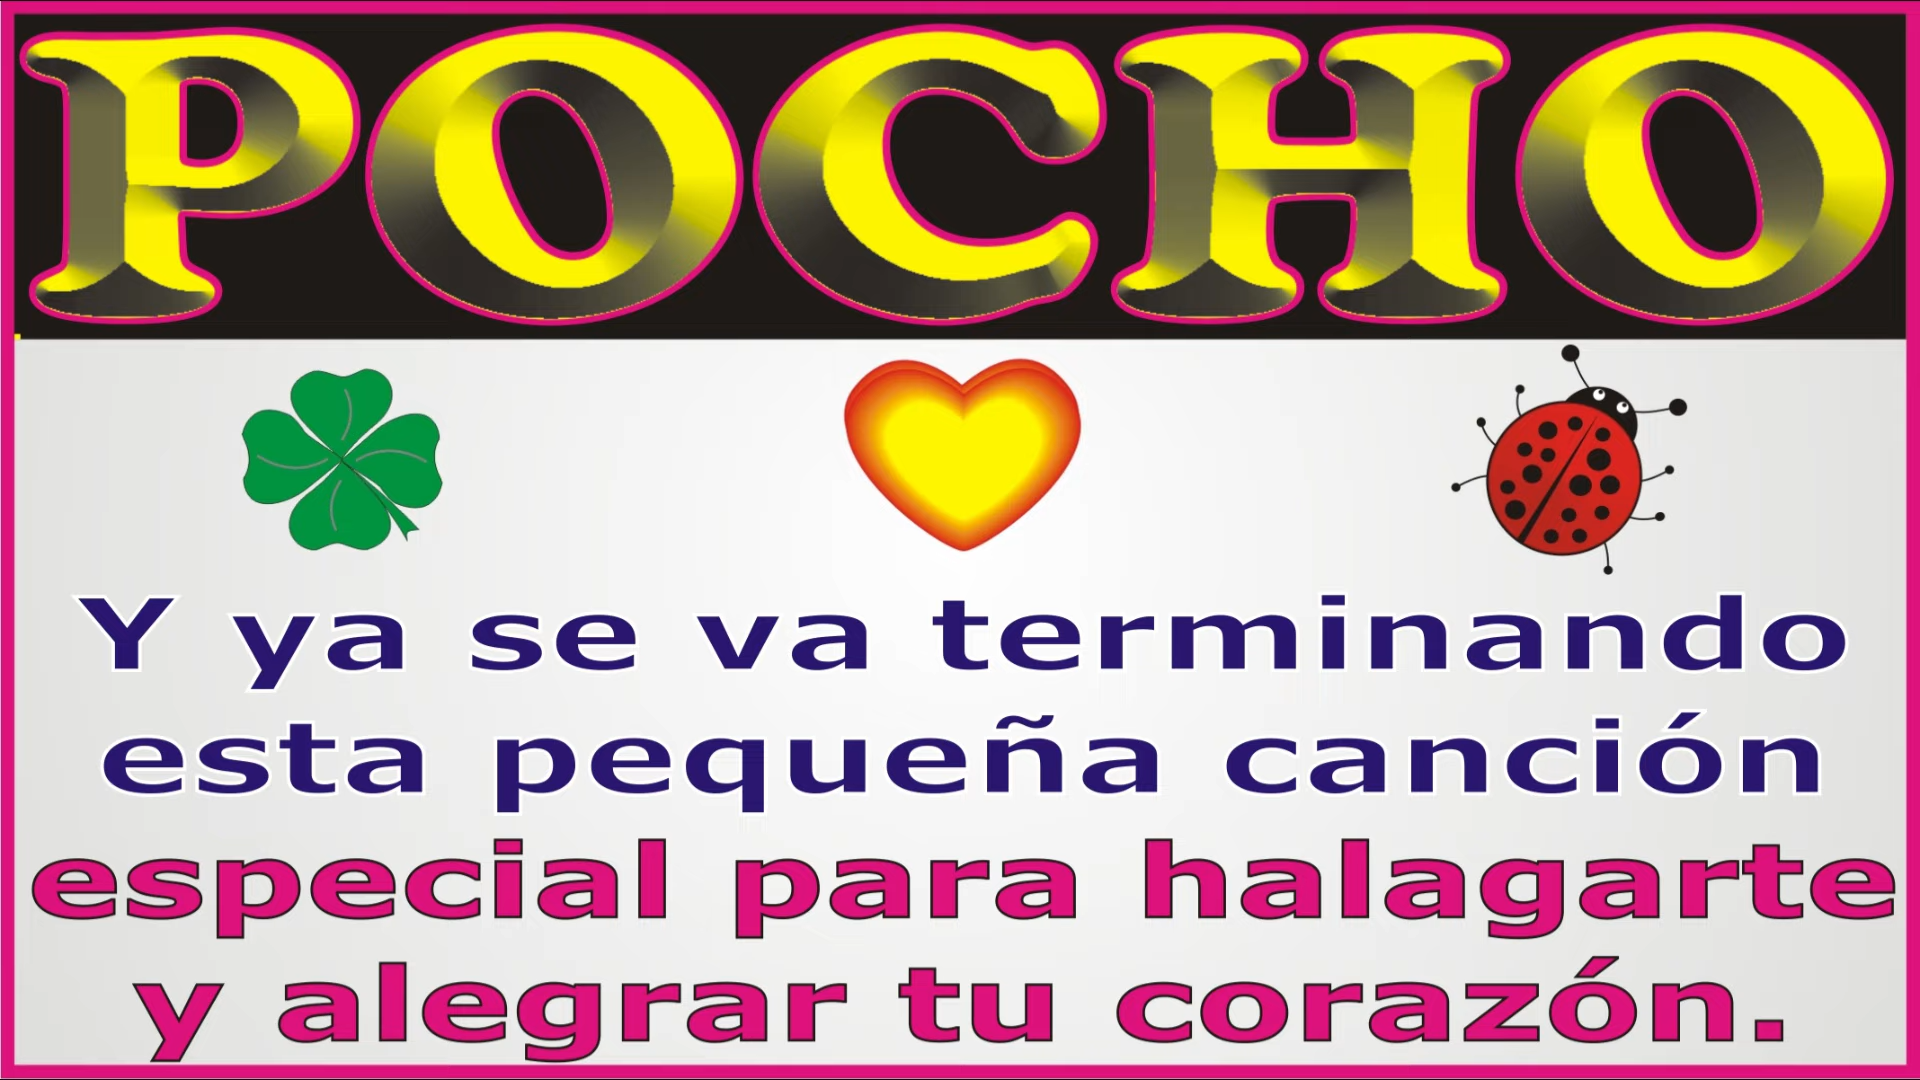 POCHO
Y ya se va terminando
esta pequeña canción
especial para halagarte
y alegrar tu corazón.